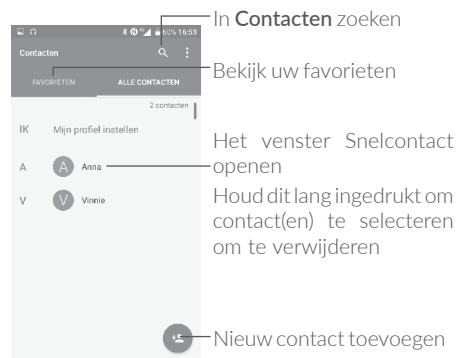 In Contacten zoeken
60% 16:53
Contacten
FAVORIETEN ALLE CONTACTEN
Bekijk uw favorieten
2 contacten
IK Mijn profiel instellen
A A Anna
V V Vinnie
Het venster Snelcontact
openen
Houd dit lang ingedrukt om
contact(en) te selecteren
om te verwijderen
Nieuw contact toevoegen